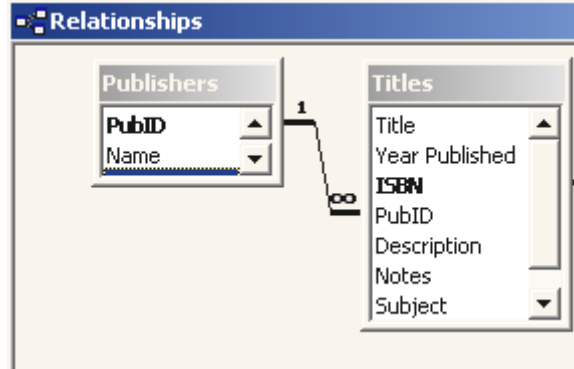 Relationships
Publishers
PubID
Name
1
∞
Titles
Title
Year Published
ISBN
PubID
Description
Notes
Subject